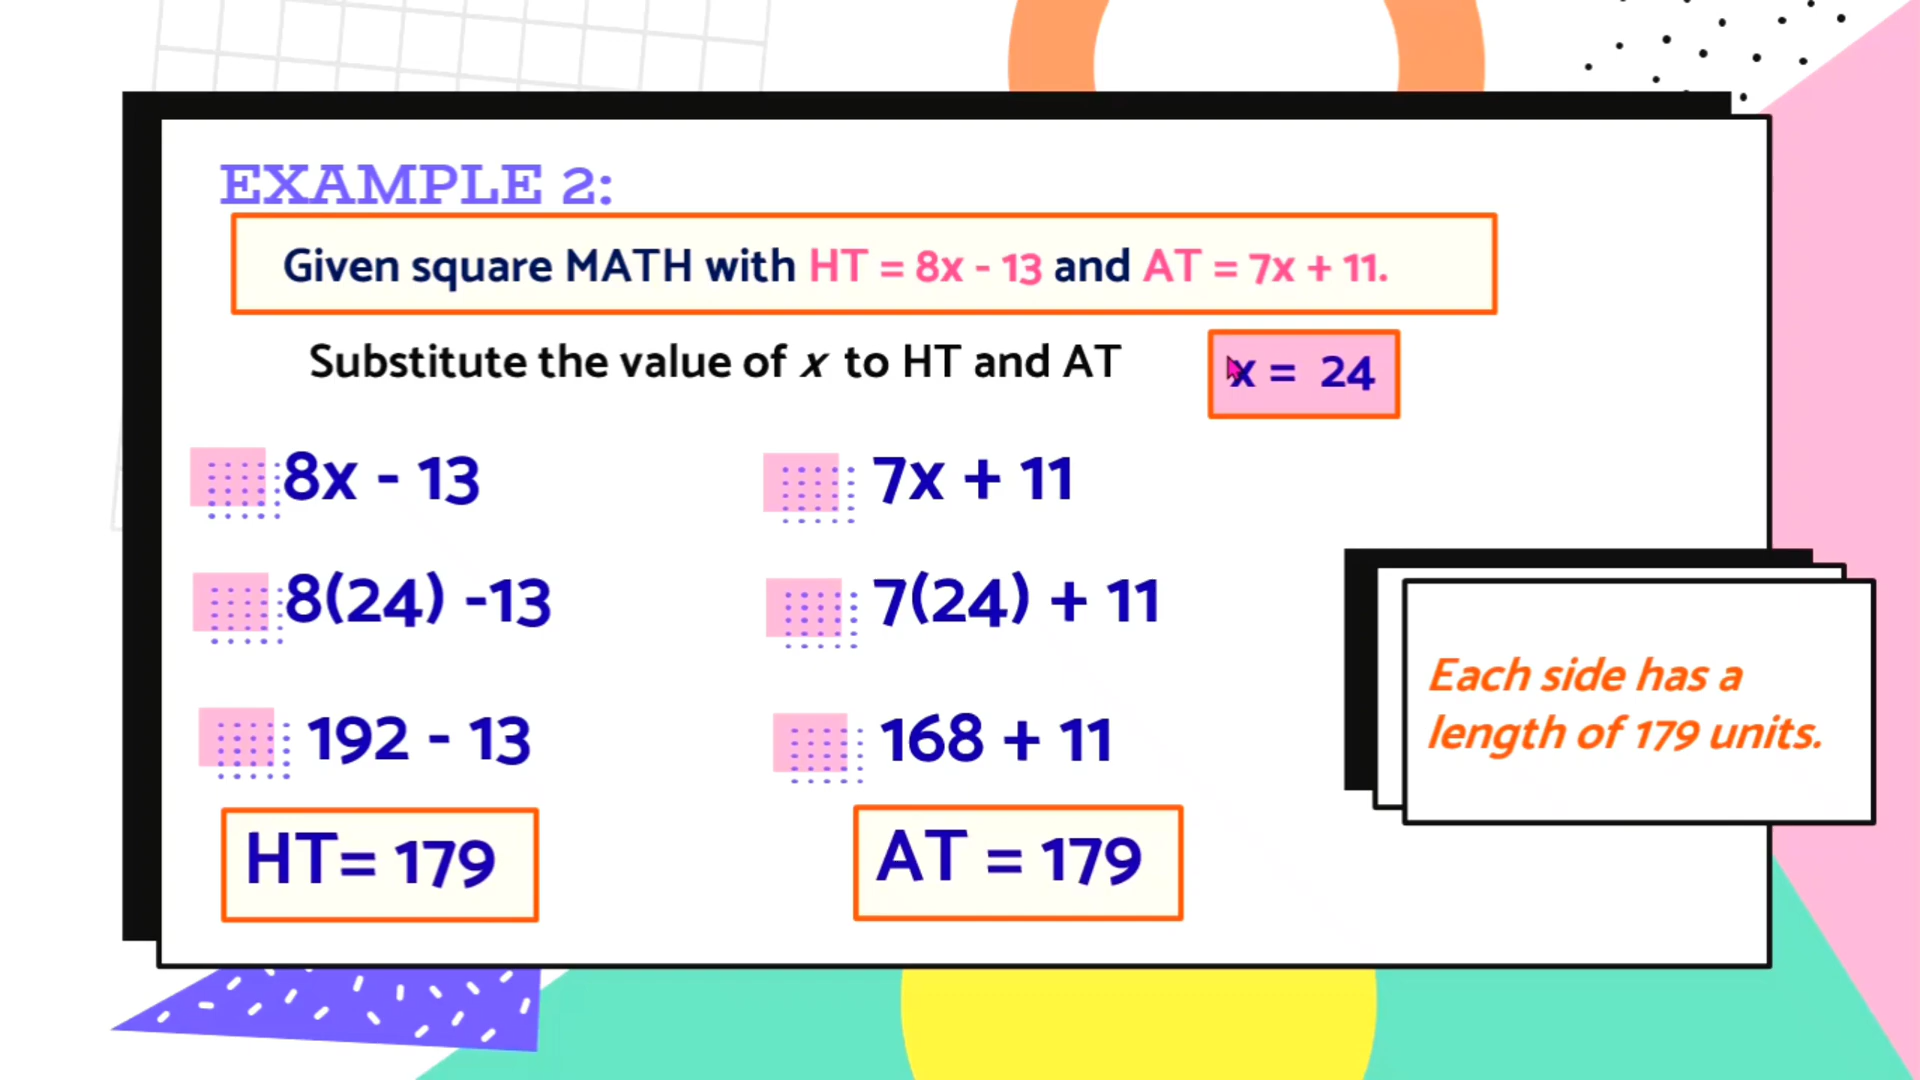 EXAMPLE 2:
Given square MATH with HT = 8x - 13 and AT = 7x + 11.
Substitute the value of x to HT and AT
x = 24
8x - 13
7x + 11
8(24) -13
7(24) + 11
192 - 13
168 + 11
HT= 179
AT = 179
Each side has a
length of 179 units.